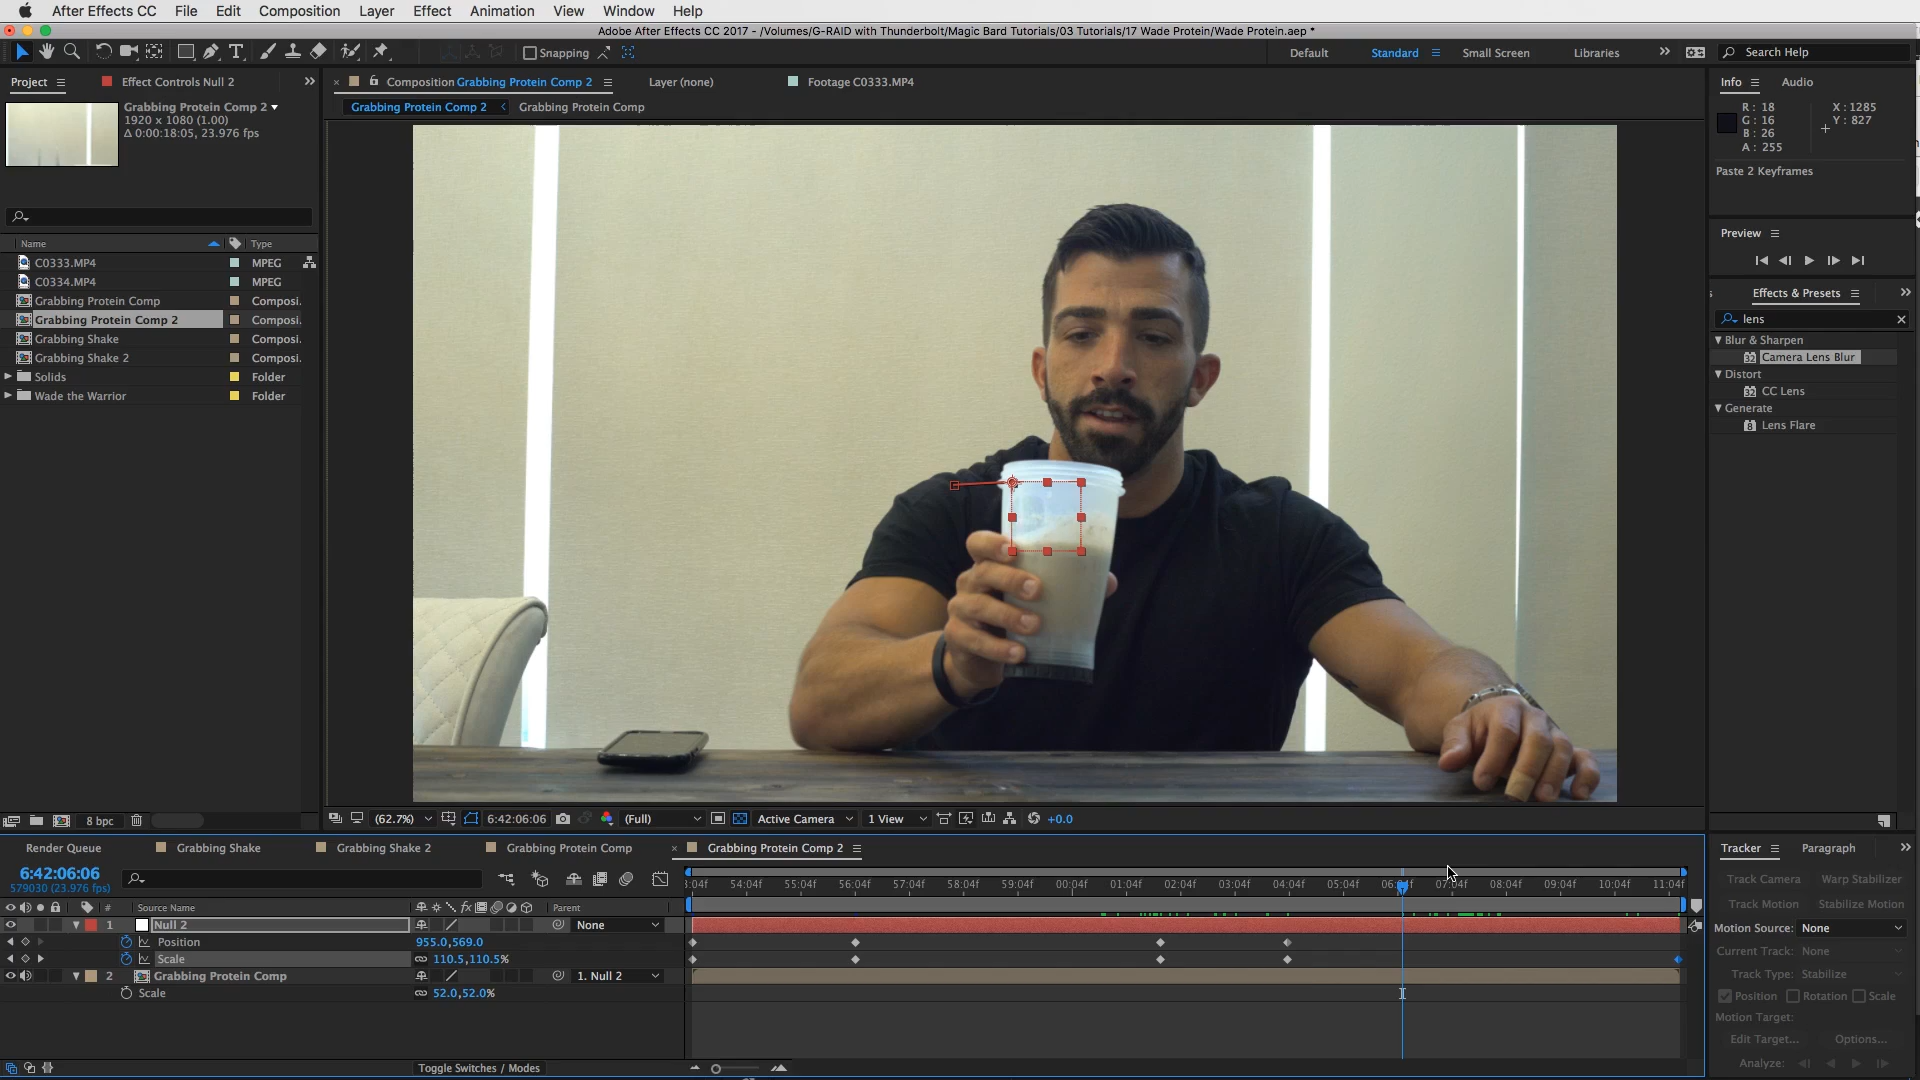 After Effects CC File Edit Composition Layer Effect Animation View Window Help
Adobe After Effects CC 2017 - /Volumes/G-RAID with Thunderbolt/Magic Bard Tutorials/03 Tutorials/17 Wade Protein/Wade Protein.aep *
Snapping
Default Standard Small Screen Libraries Search Help
Project Effect Controls Null 2
Grabbing Protein Comp 2
1920 x 1080 (1.00)
Δ 0:00:18:05, 23.976 fps
Name Type
C0333.MP4 MPEG
C0334.MP4 MPEG
Grabbing Protein Comp Composi.
Grabbing Protein Comp 2 Composi.
Grabbing Shake Composi.
Grabbing Shake 2 Composi.
Solids Folder
Wade the Warrior Folder
8 bpc
Composition Grabbing Protein Comp 2 Layer (none) Footage C0333.MP4
Grabbing Protein Comp 2 Grabbing Protein Comp
(62.7%) 6:42:06:06 (Full) Active Camera 1 View +0.0
Info Audio
R : 18 X : 1285
G : 16 Y : 827
B : 26
A : 255
Paste 2 Keyframes
Preview
Effects & Presets
lens
Blur & Sharpen
32 Camera Lens Blur
Distort
32 CC Lens
Generate
8 Lens Flare
Render Queue Grabbing Shake Grabbing Shake 2 Grabbing Protein Comp Grabbing Protein Comp 2
6:42:06:06
579030 (23.976 fps)
3:04f 54:04f 55:04f 56:04f 57:04f 58:04f 59:04f 00:04f 01:04f 02:04f 03:04f 04:04f 05:04f 06:04f 07:04f 08:04f 09:04f 10:04f 11:04f
# Source Name fx Parent
1 Null 2 None
Position 955.0,569.0
Scale 110.5,110.5%
2 Grabbing Protein Comp 1. Null 2
Scale 52.0,52.0%
Toggle Switches / Modes
Tracker Paragraph
Track Camera Warp Stabilizer
Track Motion Stabilize Motion
Motion Source: None
Current Track: None
Track Type: Stabilize
Position Rotation Scale
Motion Target:
Edit Target... Options...
Analyze: